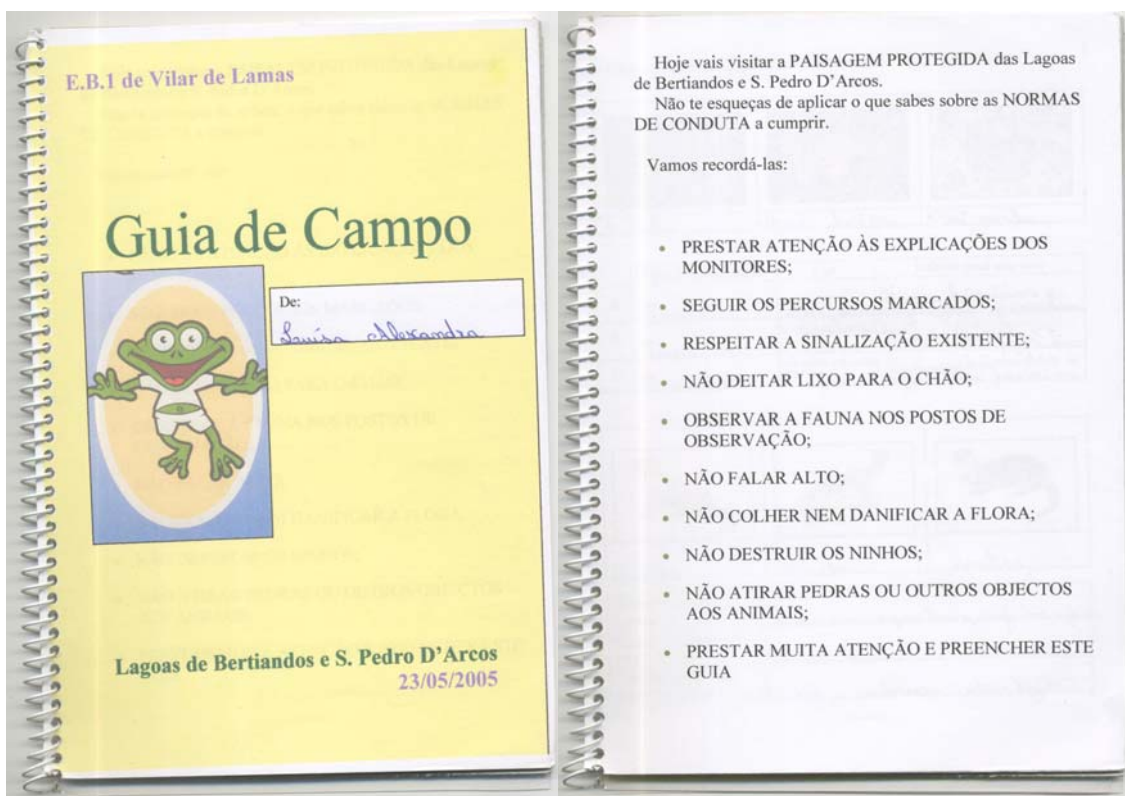 E.B.1 de Vilar de Lamas
Guia de Campo
De:
Luísa Alexandra
Lagoas de Bertiandos e S. Pedro D'Arcos
23/05/2005
Hoje vais visitar a PAISAGEM PROTEGIDA das Lagoas
de Bertiandos e S. Pedro D'Arcos.
Não te esqueças de aplicar o que sabes sobre as NORMAS
DE CONDUTA a cumprir.
Vamos recordá-las:
• PRESTAR ATENÇÃO ÀS EXPLICAÇÕES DOS
MONITORES;
• SEGUIR OS PERCURSOS MARCADOS;
• RESPEITAR A SINALIZAÇÃO EXISTENTE;
• NÃO DEITAR LIXO PARA O CHÃO;
• OBSERVAR A FAUNA NOS POSTOS DE
OBSERVAÇÃO;
• NÃO FALAR ALTO;
• NÃO COLHER NEM DANIFICAR A FLORA;
• NÃO DESTRUIR OS NINHOS;
• NÃO ATIRAR PEDRAS OU OUTROS OBJECTOS
AOS ANIMAIS;
• PRESTAR MUITA ATENÇÃO E PREENCHER ESTE
GUIA